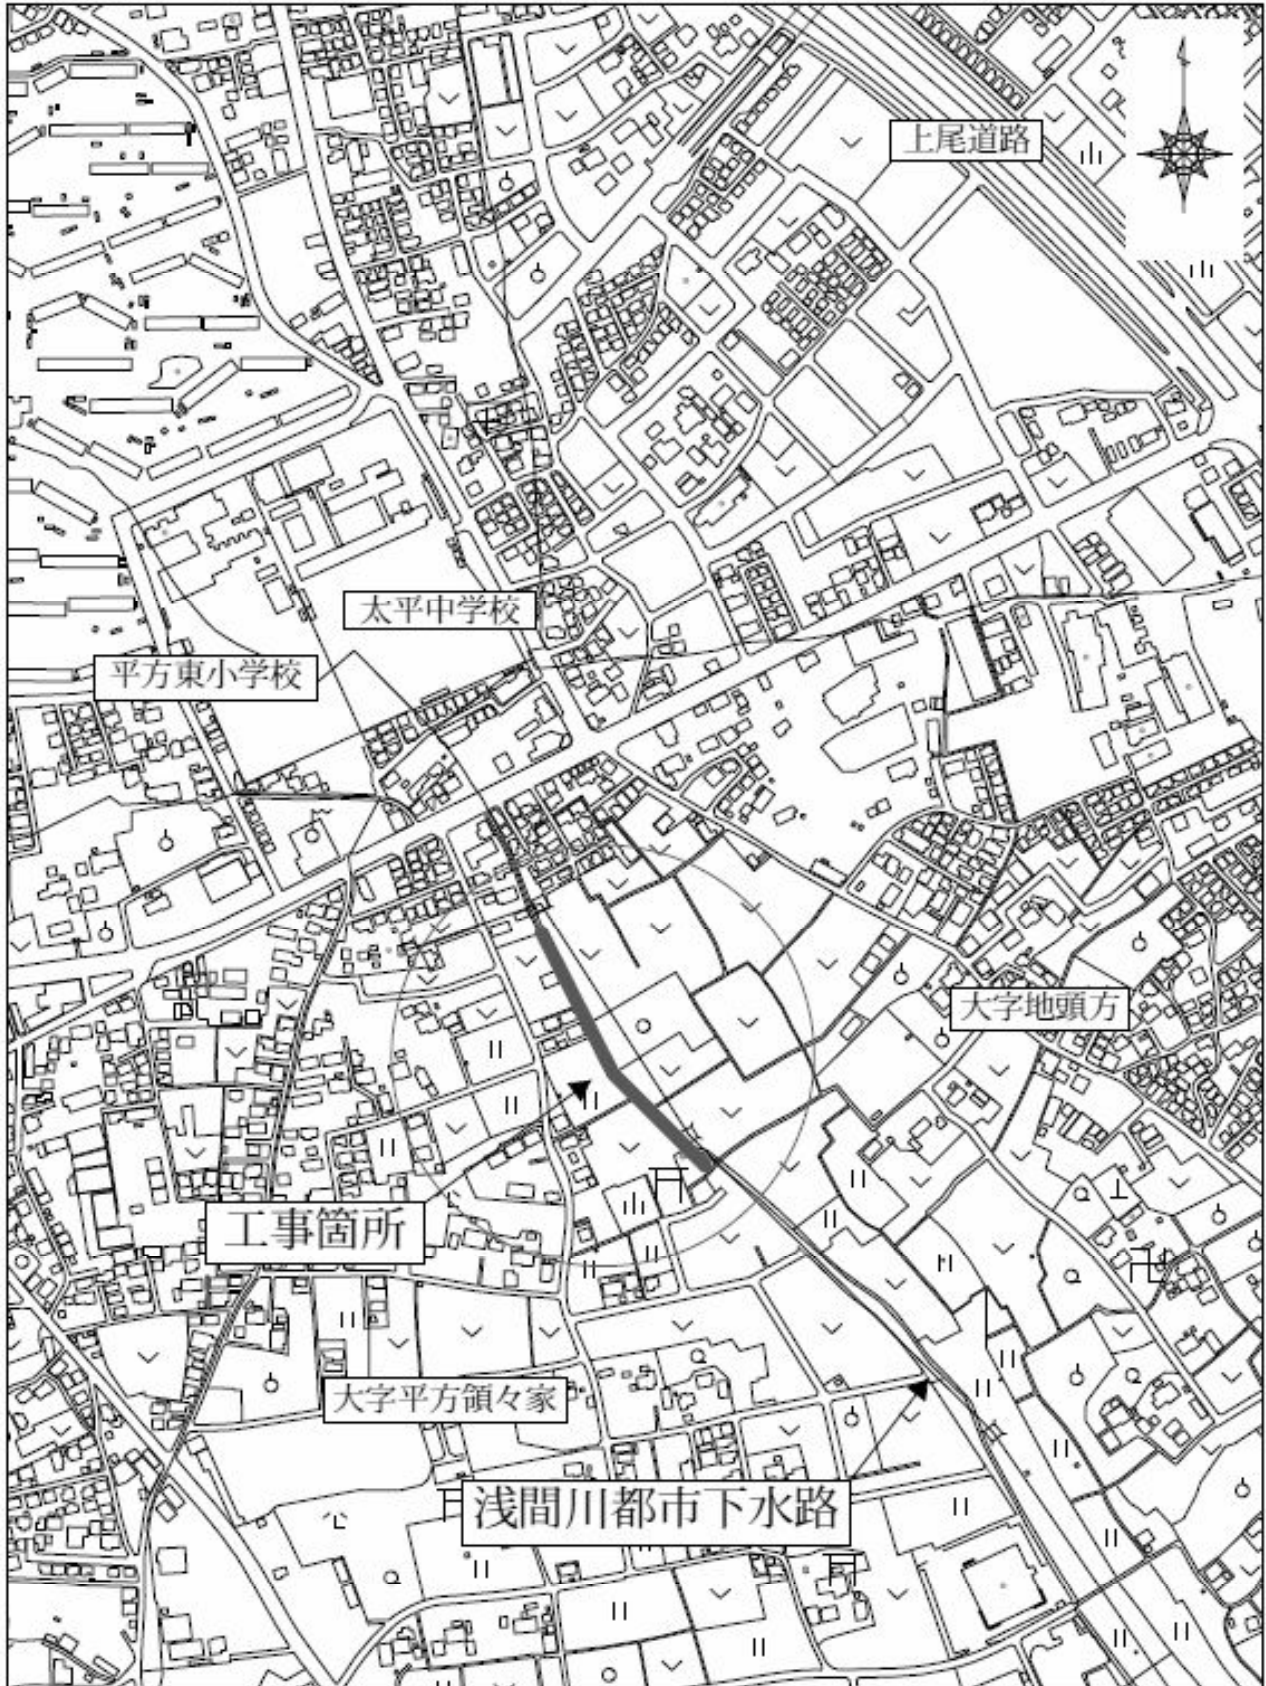 上尾道路
太平中学校
平方東小学校
大字地頭方
工事箇所
大字平方領々家
浅間川都市下水路